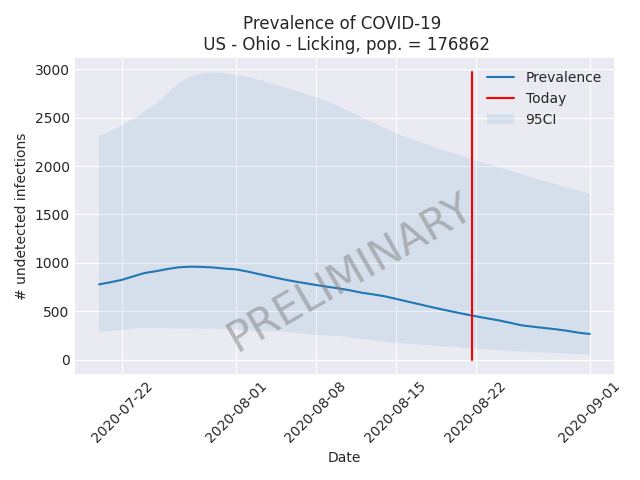 Prevalence of COVID-19
US - Ohio - Licking, pop. = 176862
Prevalence
Today
95CI
# undetected infections
3000
2500
2000
1500
1000
500
0
PRELIMINARY
2020-07-22
2020-08-01
2020-08-08
2020-08-15
2020-08-22
2020-09-01
Date